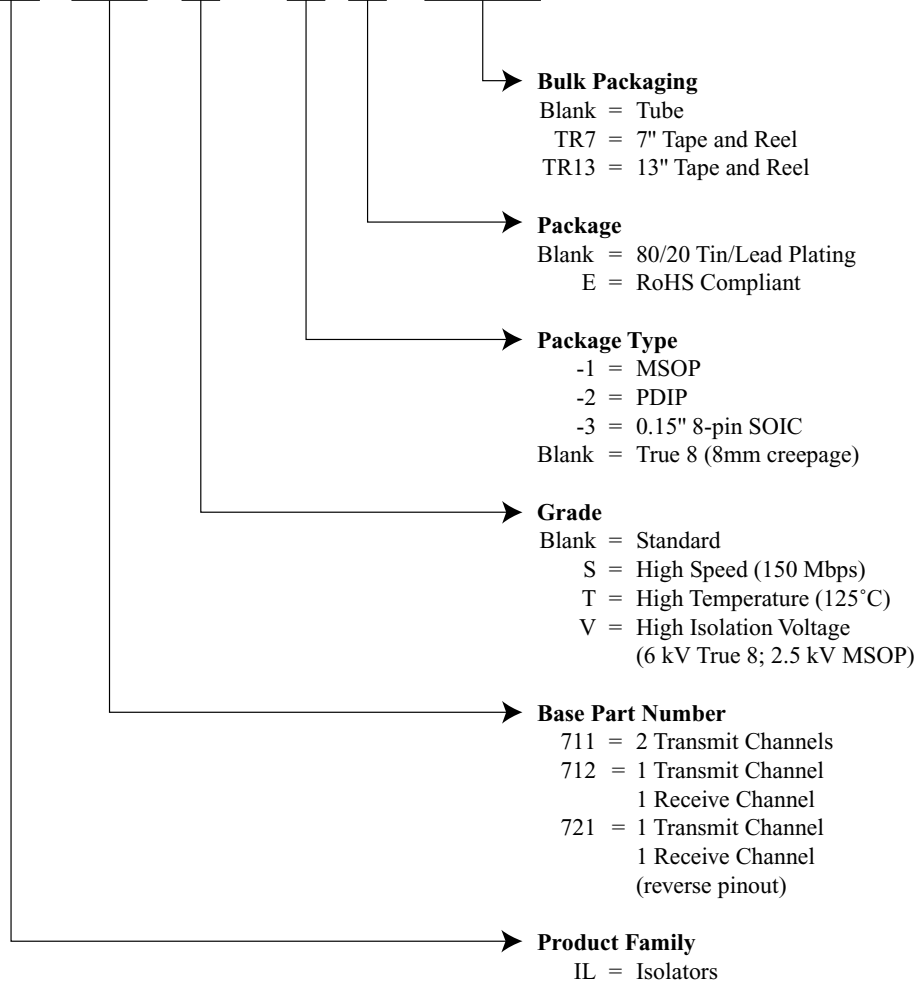 Bulk Packaging
Blank = Tube
TR7 = 7" Tape and Reel
TR13 = 13" Tape and Reel
Package
Blank = 80/20 Tin/Lead Plating
E = RoHS Compliant
Package Type
-1 = MSOP
-2 = PDIP
-3 = 0.15" 8-pin SOIC
Blank = True 8 (8mm creepage)
Grade
Blank = Standard
S = High Speed (150 Mbps)
T = High Temperature (125˚C)
V = High Isolation Voltage
(6 kV True 8; 2.5 kV MSOP)
Base Part Number
711 = 2 Transmit Channels
712 = 1 Transmit Channel
1 Receive Channel
721 = 1 Transmit Channel
1 Receive Channel
(reverse pinout)
Product Family
IL = Isolators